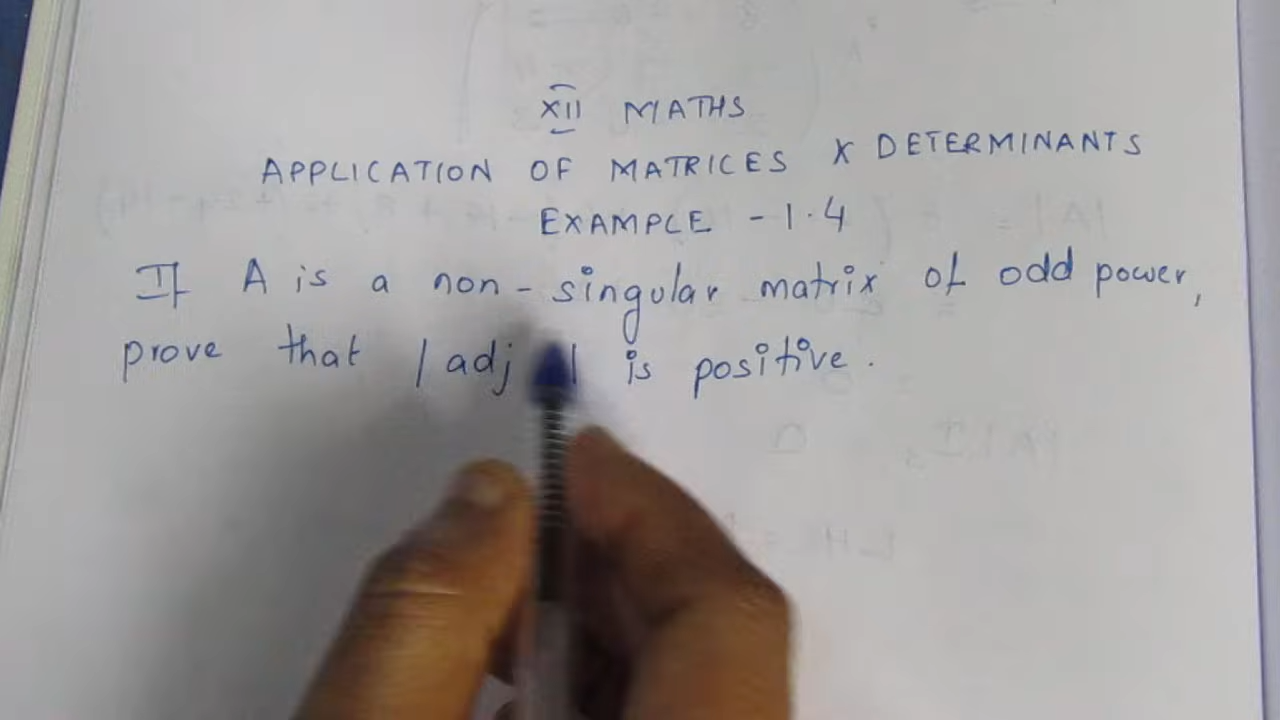 XII MATHS
APPLICATION OF MATRICES X DETERMINANTS
EXAMPLE - 1.4
If A is a non-singular matrix of odd power,
prove that |adj | is positive.